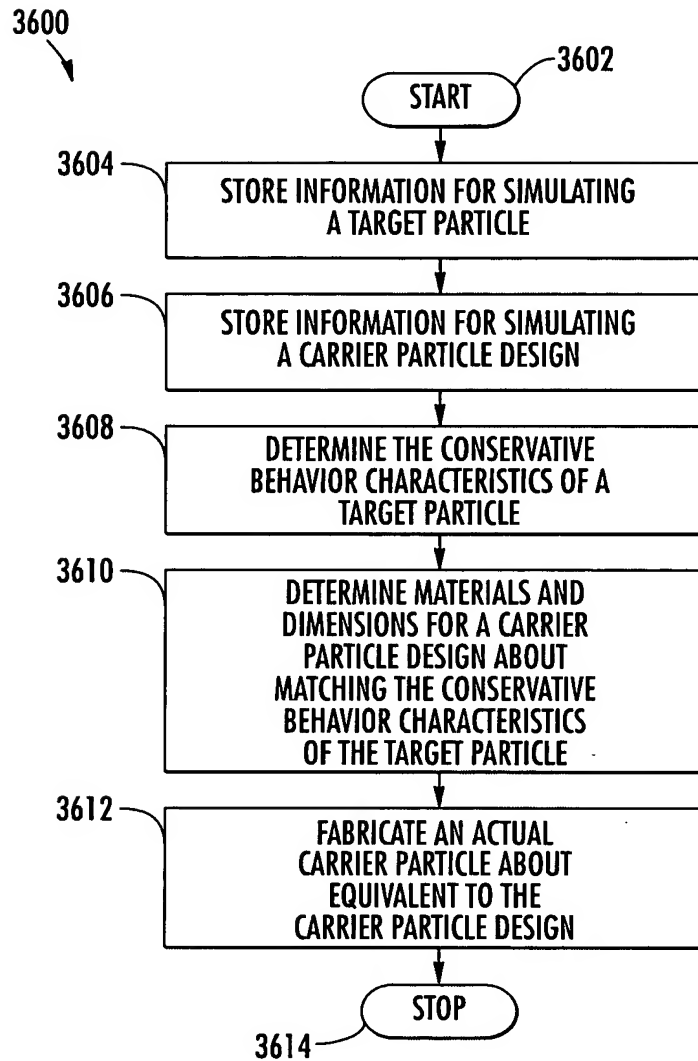 3600
3602
START
3604
STORE INFORMATION FOR SIMULATING
A TARGET PARTICLE
3606
STORE INFORMATION FOR SIMULATING
A CARRIER PARTICLE DESIGN
3608
DETERMINE THE CONSERVATIVE
BEHAVIOR CHARACTERISTICS OF A
TARGET PARTICLE
3610
DETERMINE MATERIALS AND
DIMENSIONS FOR A CARRIER
PARTICLE DESIGN ABOUT
MATCHING THE CONSERVATIVE
BEHAVIOR CHARACTERISTICS
OF THE TARGET PARTICLE
3612
FABRICATE AN ACTUAL
CARRIER PARTICLE ABOUT
EQUIVALENT TO THE
CARRIER PARTICLE DESIGN
STOP
3614